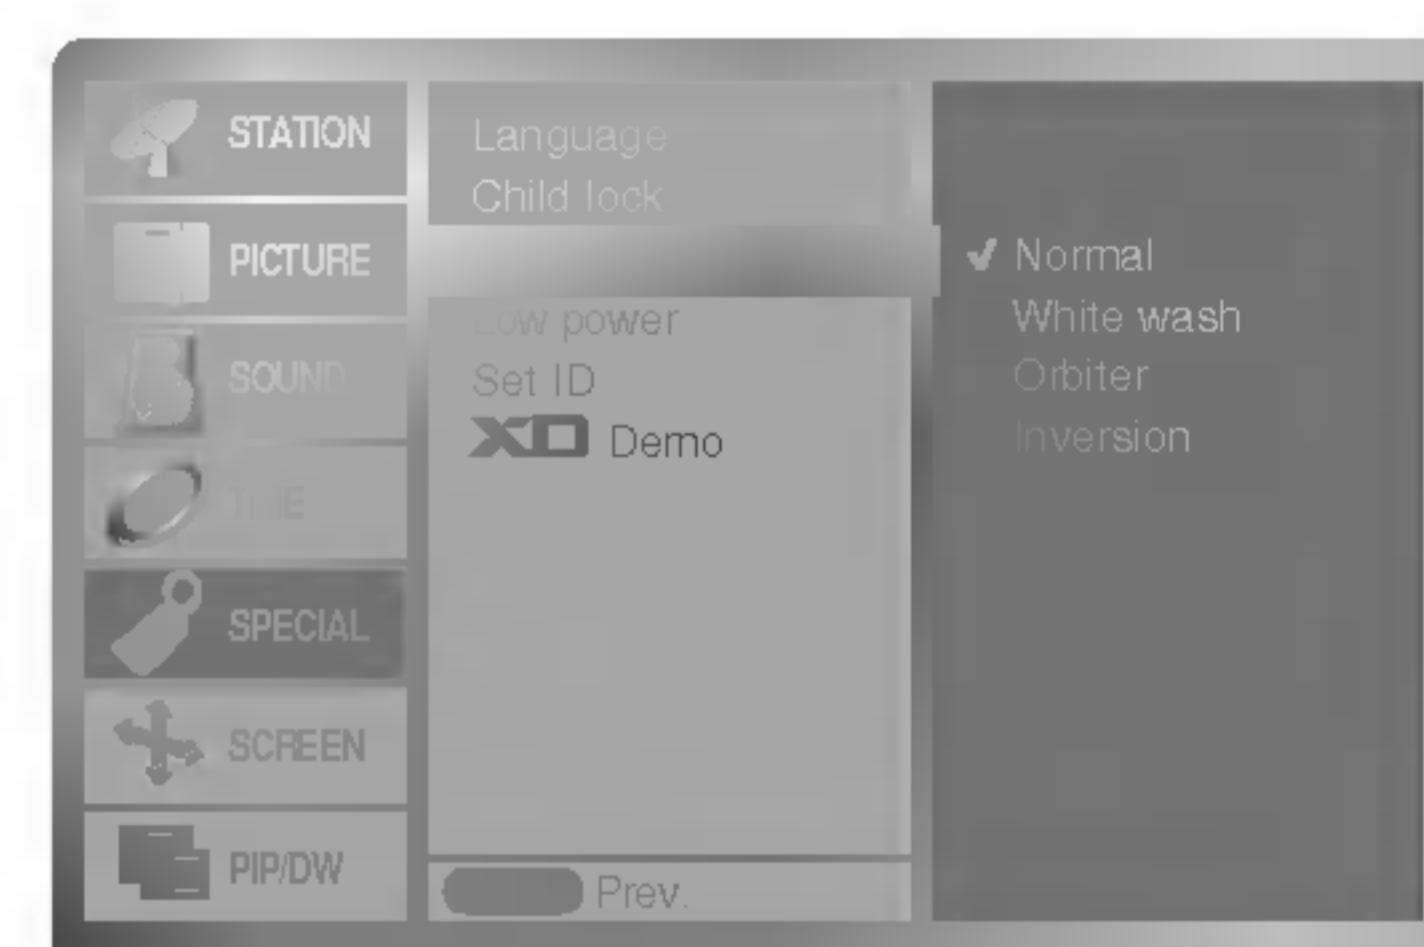 STATION
PICTURE
SOUND
TIME
SPECIAL
SCREEN
PIP/DW
Language
Child lock
Low power
Set ID
XD Demo
Prev.
Normal
White wash
Orbiter
Inversion